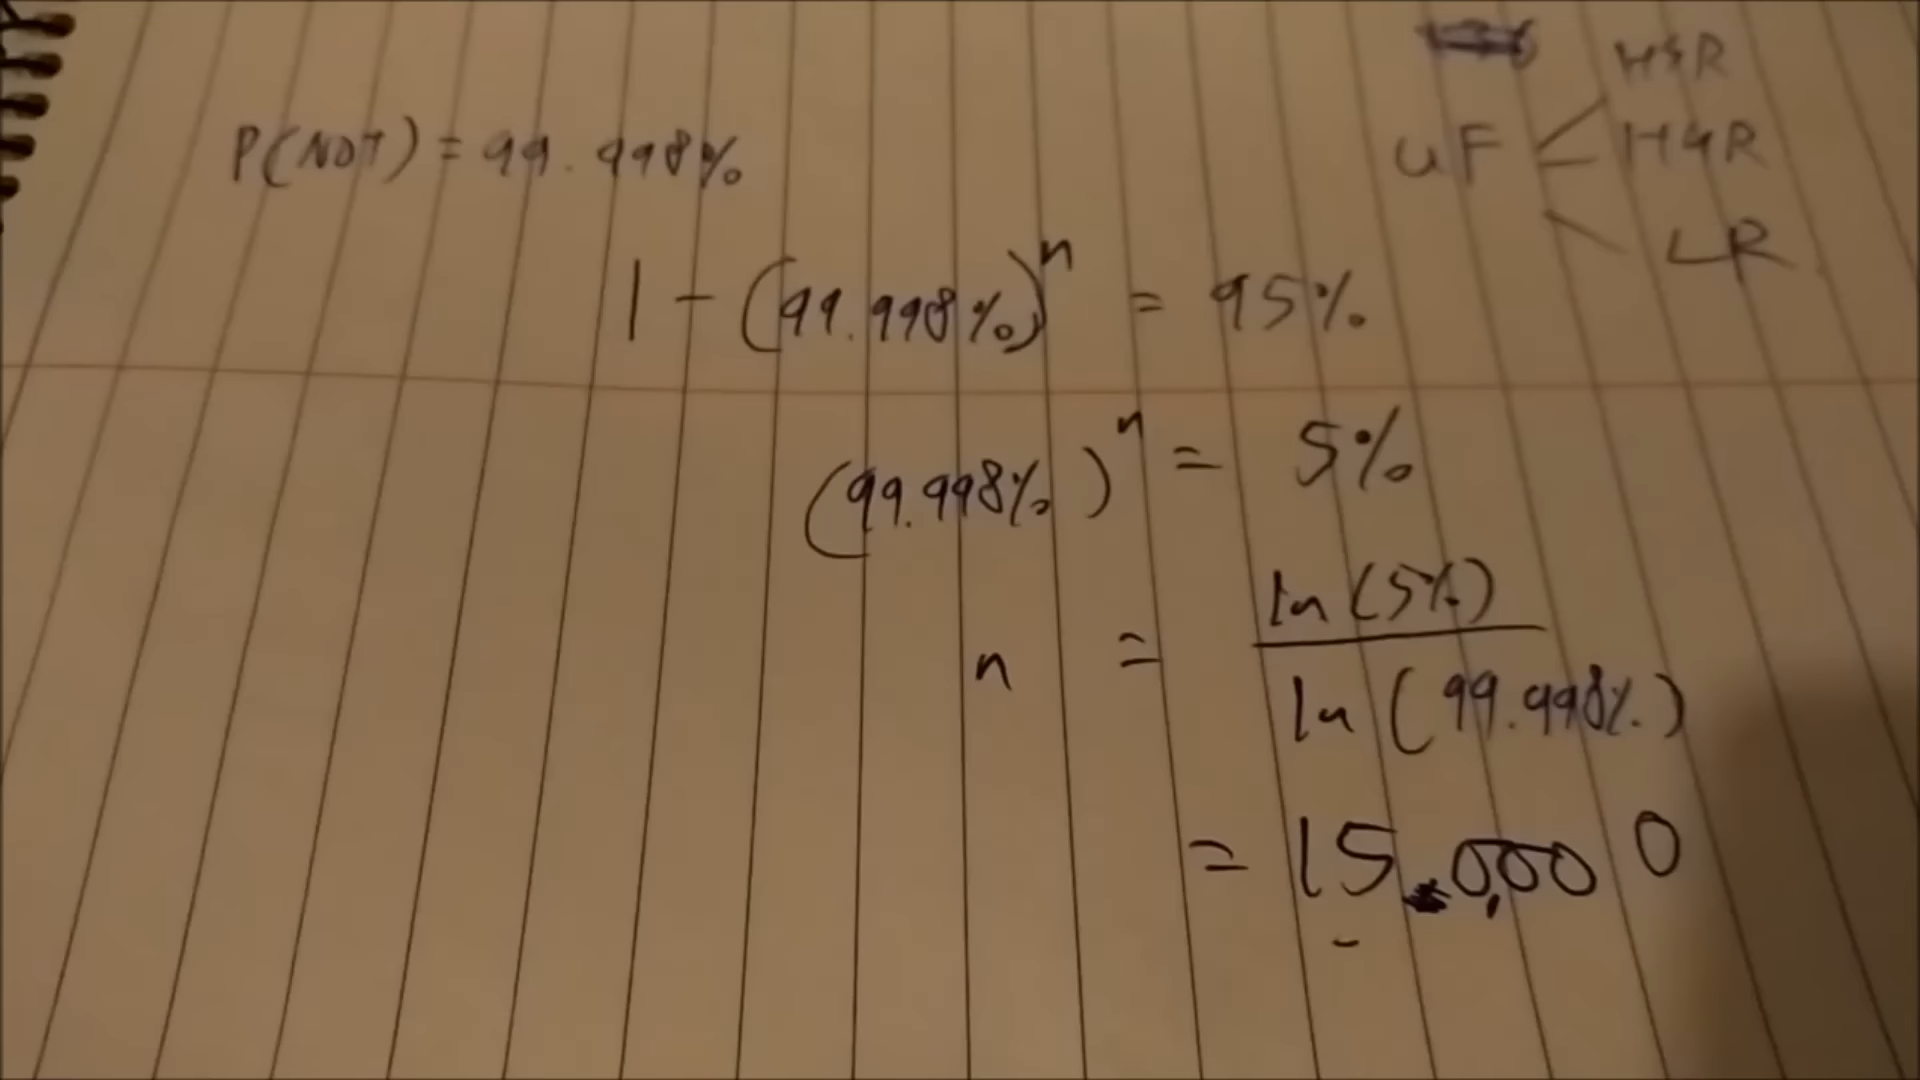 P(NOT) = 99.998%
HSR
UF < H4R
LR
1 - (99.998%)^n = 95%
(99.998%)^n = 5%
n = ln(5%) / ln(99.998%)
= 150,000